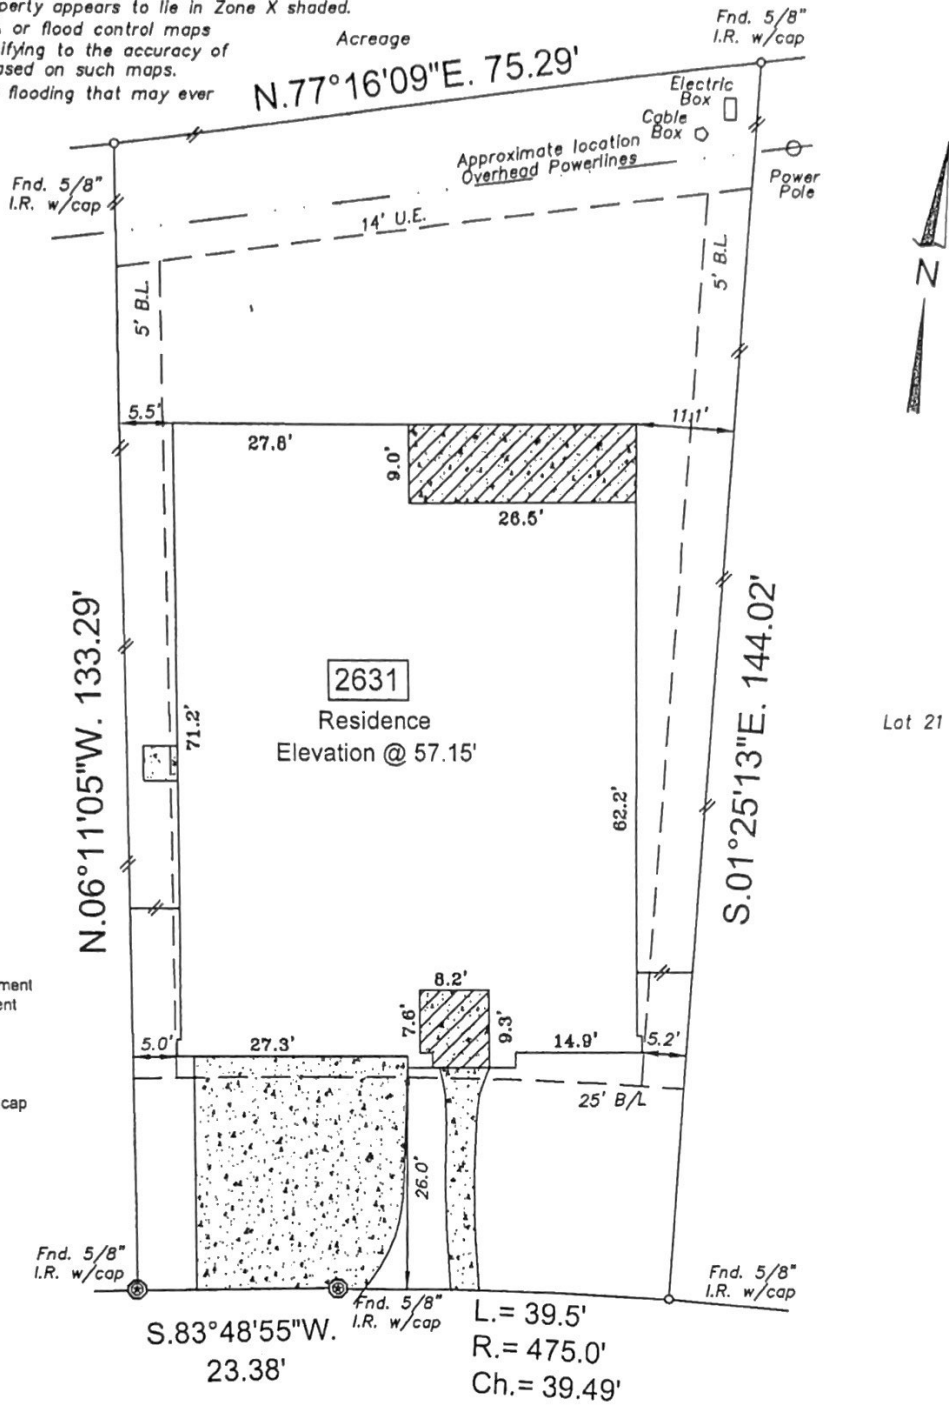 perty appears to lie in Zone X shaded.
or flood control maps
ifying to the accuracy of
ased on such maps.
flooding that may ever
Acreage
N.77°16'09"E. 75.29'
Fnd. 5/8"
I.R. w/cap
Electric
Box
Cable
Box
Approximate location
Overhead Powerlines
Power
Pole
Fnd. 5/8"
I.R. w/cap
14' U.E.
5' B.L.
5' B.L.
N
5.5'
27.8'
9.0'
26.5'
11.1'
N.06°11'05"W. 133.29'
71.2'
2631
Residence
Elevation @ 57.15'
62.2'
S.01°25'13"E. 144.02'
Lot 21
ment
ent
cap
5.0'
27.3'
7.6'
8.2'
9.3'
14.9'
5.2'
25' B/L
26.0'
Fnd. 5/8"
I.R. w/cap
Fnd. 5/8"
I.R. w/cap
Fnd. 5/8"
I.R. w/cap
S.83°48'55"W.
23.38'
L.= 39.5'
R.= 475.0'
Ch.= 39.49'